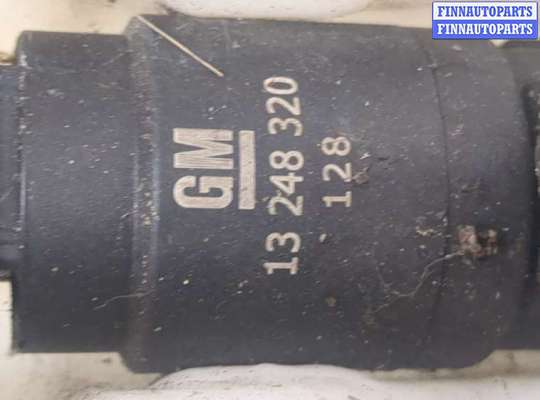 FINNAUTOPARTS
FINNAUTOPARTS
GM
13 248 320
128